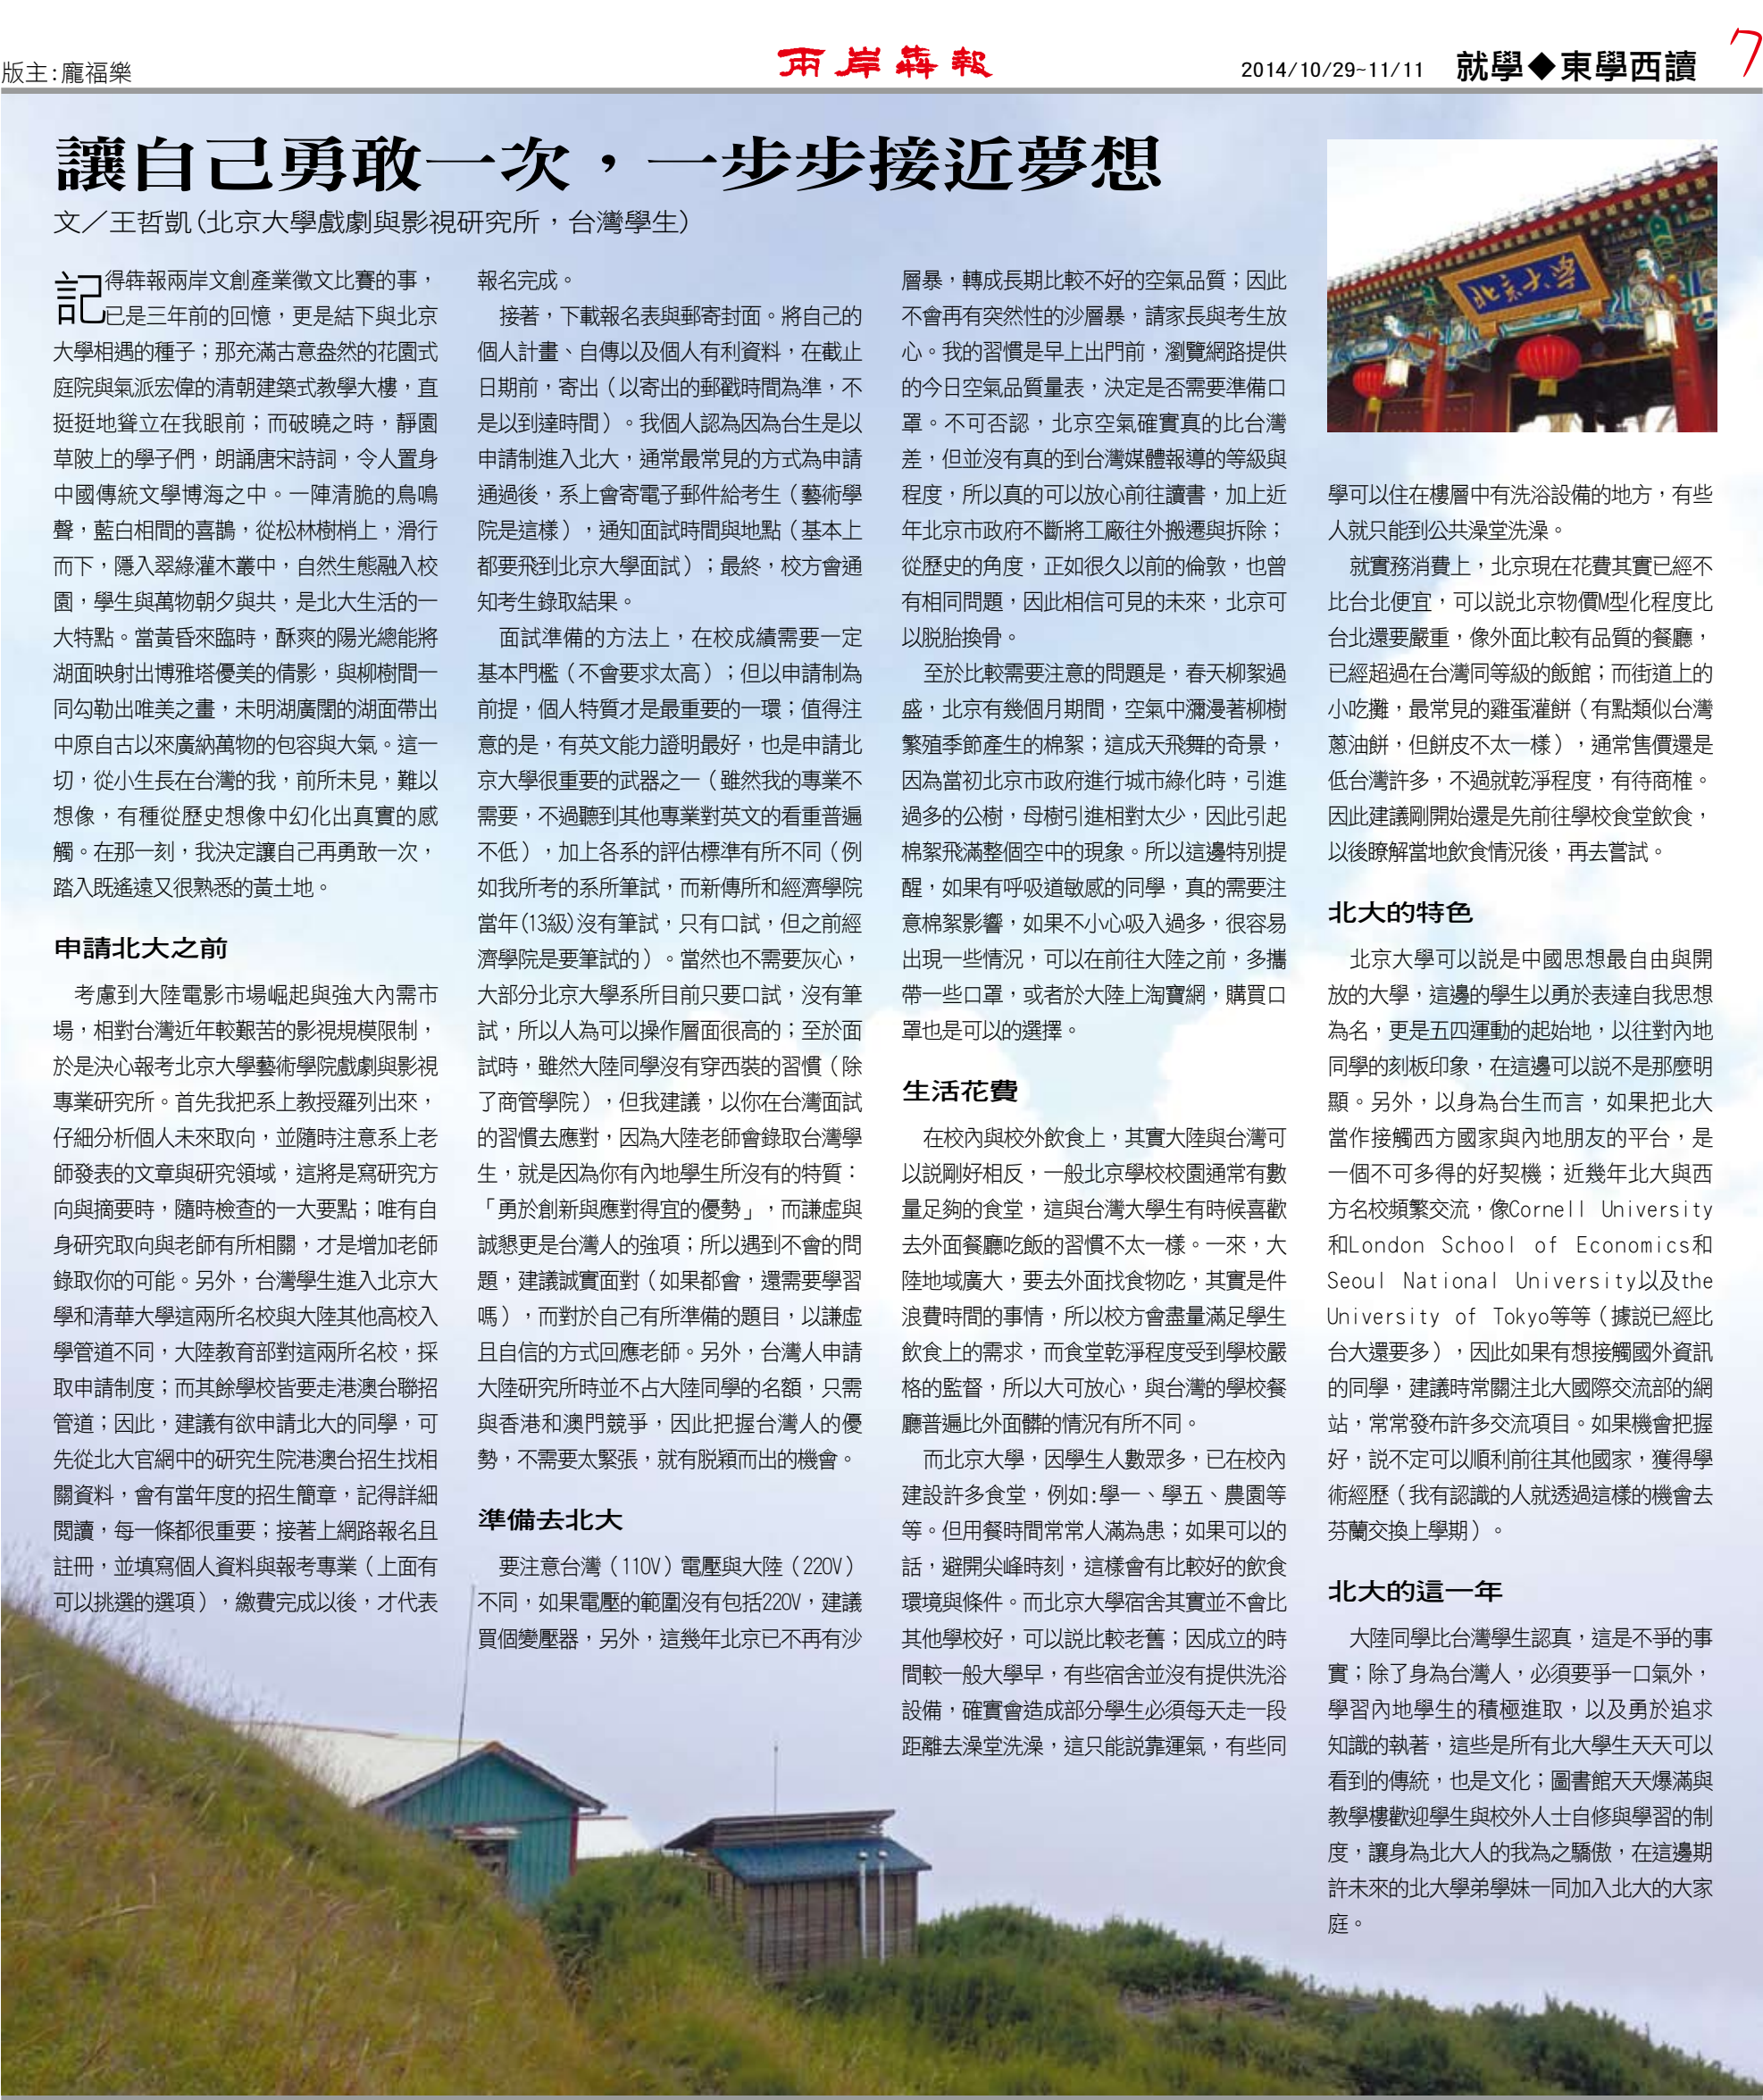 版主:龐福樂
兩岸犇報
2014/10/29~11/11
就學◆東學西讀
7
讓自己勇敢一次，一步步接近夢想
文／王哲凱(北京大學戲劇與影視研究所，台灣學生)
記得犇報兩岸文創產業徵文比賽的事，
已是三年前的回憶，更是結下與北京
大學相遇的種子；那充滿古意盎然的花園式
庭院與氣派宏偉的清朝建築式教學大樓，直
挺挺地聳立在我眼前；而破曉之時，靜園
草陂上的學子們，朗誦唐宋詩詞，令人置身
中國傳統文學博海之中。一陣清脆的鳥鳴
聲，藍白相間的喜鵲，從松林樹梢上，滑行
而下，隱入翠綠灌木叢中，自然生態融入校
園，學生與萬物朝夕與共，是北大生活的一
大特點。當黃昏來臨時，酥爽的陽光總能將
湖面映射出博雅塔優美的倩影，與柳樹間一
同勾勒出唯美之畫，未明湖廣闊的湖面帶出
中原自古以來廣納萬物的包容與大氣。這一
切，從小生長在台灣的我，前所未見，難以
想像，有種從歷史想像中幻化出真實的感
觸。在那一刻，我決定讓自己再勇敢一次，
踏入既遙遠又很熟悉的黃土地。
申請北大之前
考慮到大陸電影市場崛起與強大內需市
場，相對台灣近年較艱苦的影視規模限制，
於是決心報考北京大學藝術學院戲劇與影視
專業研究所。首先我把系上教授羅列出來，
仔細分析個人未來取向，並隨時注意系上老
師發表的文章與研究領域，這將是寫研究方
向與摘要時，隨時檢查的一大要點；唯有自
身研究取向與老師有所相關，才是增加老師
錄取你的可能。另外，台灣學生進入北京大
學和清華大學這兩所名校與大陸其他高校入
學管道不同，大陸教育部對這兩所名校，採
取申請制度；而其餘學校皆要走港澳台聯招
管道；因此，建議有欲申請北大的同學，可
先從北大官網中的研究生院港澳台招生找相
關資料，會有當年度的招生簡章，記得詳細
閱讀，每一條都很重要；接著上網路報名且
註冊，並填寫個人資料與報考專業（上面有
可以挑選的選項），繳費完成以後，才代表
報名完成。
接著，下載報名表與郵寄封面。將自己的
個人計畫、自傳以及個人有利資料，在截止
日期前，寄出（以寄出的郵戳時間為準，不
是以到達時間）。我個人認為因為台生是以
申請制進入北大，通常最常見的方式為申請
通過後，系上會寄電子郵件給考生（藝術學
院是這樣），通知面試時間與地點（基本上
都要飛到北京大學面試）；最終，校方會通
知考生錄取結果。
面試準備的方法上，在校成績需要一定
基本門檻（不會要求太高）；但以申請制為
前提，個人特質才是最重要的一環；值得注
意的是，有英文能力證明最好，也是申請北
京大學很重要的武器之一（雖然我的專業不
需要，不過聽到其他專業對英文的看重普遍
不低），加上各系的評估標準有所不同（例
如我所考的系所筆試，而新傳所和經濟學院
當年(13級)沒有筆試，只有口試，但之前經
濟學院是要筆試的）。當然也不需要灰心，
大部分北京大學系所目前只要口試，沒有筆
試，所以人為可以操作層面很高的；至於面
試時，雖然大陸同學沒有穿西裝的習慣（除
了商管學院），但我建議，以你在台灣面試
的習慣去應對，因為大陸老師會錄取台灣學
生，就是因為你有內地學生所沒有的特質：
「勇於創新與應對得宜的優勢」，而謙虛與
誠懇更是台灣人的強項；所以遇到不會的問
題，建議誠實面對（如果都會，還需要學習
嗎），而對於自己有所準備的題目，以謙虛
且自信的方式回應老師。另外，台灣人申請
大陸研究所時並不占大陸同學的名額，只需
與香港和澳門競爭，因此把握台灣人的優
勢，不需要太緊張，就有脱穎而出的機會。
準備去北大
要注意台灣（110V）電壓與大陸（220V）
不同，如果電壓的範圍沒有包括220V，建議
買個變壓器，另外，這幾年北京已不再有沙
層暴，轉成長期比較不好的空氣品質；因此
不會再有突然性的沙層暴，請家長與考生放
心。我的習慣是早上出門前，瀏覽網路提供
的今日空氣品質量表，決定是否需要準備口
罩。不可否認，北京空氣確實真的比台灣
差，但並沒有真的到台灣媒體報導的等級與
程度，所以真的可以放心前往讀書，加上近
年北京市政府不斷將工廠往外搬遷與拆除；
從歷史的角度，正如很久以前的倫敦，也曾
有相同問題，因此相信可見的未來，北京可
以脱胎換骨。
至於比較需要注意的問題是，春天柳絮過
盛，北京有幾個月期間，空氣中瀰漫著柳樹
繁殖季節產生的棉絮；這成天飛舞的奇景，
因為當初北京市政府進行城市綠化時，引進
過多的公樹，母樹引進相對太少，因此引起
棉絮飛滿整個空中的現象。所以這邊特別提
醒，如果有呼吸道敏感的同學，真的需要注
意棉絮影響，如果不小心吸入過多，很容易
出現一些情況，可以在前往大陸之前，多攜
帶一些口罩，或者於大陸上淘寶網，購買口
罩也是可以的選擇。
生活花費
在校內與校外飲食上，其實大陸與台灣可
以説剛好相反，一般北京學校校園通常有數
量足夠的食堂，這與台灣大學生有時候喜歡
去外面餐廳吃飯的習慣不太一樣。一來，大
陸地域廣大，要去外面找食物吃，其實是件
浪費時間的事情，所以校方會盡量滿足學生
飲食上的需求，而食堂乾淨程度受到學校嚴
格的監督，所以大可放心，與台灣的學校餐
廳普遍比外面髒的情況有所不同。
而北京大學，因學生人數眾多，已在校內
建設許多食堂，例如:學一、學五、農園等
等。但用餐時間常常人滿為患；如果可以的
話，避開尖峰時刻，這樣會有比較好的飲食
環境與條件。而北京大學宿舍其實並不會比
其他學校好，可以説比較老舊；因成立的時
間較一般大學早，有些宿舍並沒有提供洗浴
設備，確實會造成部分學生必須每天走一段
距離去澡堂洗澡，這只能説靠運氣，有些同
北京大学
學可以住在樓層中有洗浴設備的地方，有些
人就只能到公共澡堂洗澡。
就實務消費上，北京現在花費其實已經不
比台北便宜，可以説北京物價M型化程度比
台北還要嚴重，像外面比較有品質的餐廳，
已經超過在台灣同等級的飯館；而街道上的
小吃攤，最常見的雞蛋灌餅（有點類似台灣
蔥油餅，但餅皮不太一樣），通常售價還是
低台灣許多，不過就乾淨程度，有待商榷。
因此建議剛開始還是先前往學校食堂飲食，
以後瞭解當地飲食情況後，再去嘗試。
北大的特色
北京大學可以説是中國思想最自由與開
放的大學，這邊的學生以勇於表達自我思想
為名，更是五四運動的起始地，以往對內地
同學的刻板印象，在這邊可以説不是那麼明
顯。另外，以身為台生而言，如果把北大
當作接觸西方國家與內地朋友的平台，是
一個不可多得的好契機；近幾年北大與西
方名校頻繁交流，像Cornell University
和London School of Economics和
Seoul National University以及the
University of Tokyo等等（據説已經比
台大還要多），因此如果有想接觸國外資訊
的同學，建議時常關注北大國際交流部的網
站，常常發布許多交流項目。如果機會把握
好，説不定可以順利前往其他國家，獲得學
術經歷（我有認識的人就透過這樣的機會去
芬蘭交換上學期）。
北大的這一年
大陸同學比台灣學生認真，這是不爭的事
實；除了身為台灣人，必須要爭一口氣外，
學習內地學生的積極進取，以及勇於追求
知識的執著，這些是所有北大學生天天可以
看到的傳統，也是文化；圖書館天天爆滿與
教學樓歡迎學生與校外人士自修與學習的制
度，讓身為北大人的我為之驕傲，在這邊期
許未來的北大學弟學妹一同加入北大的大家
庭。